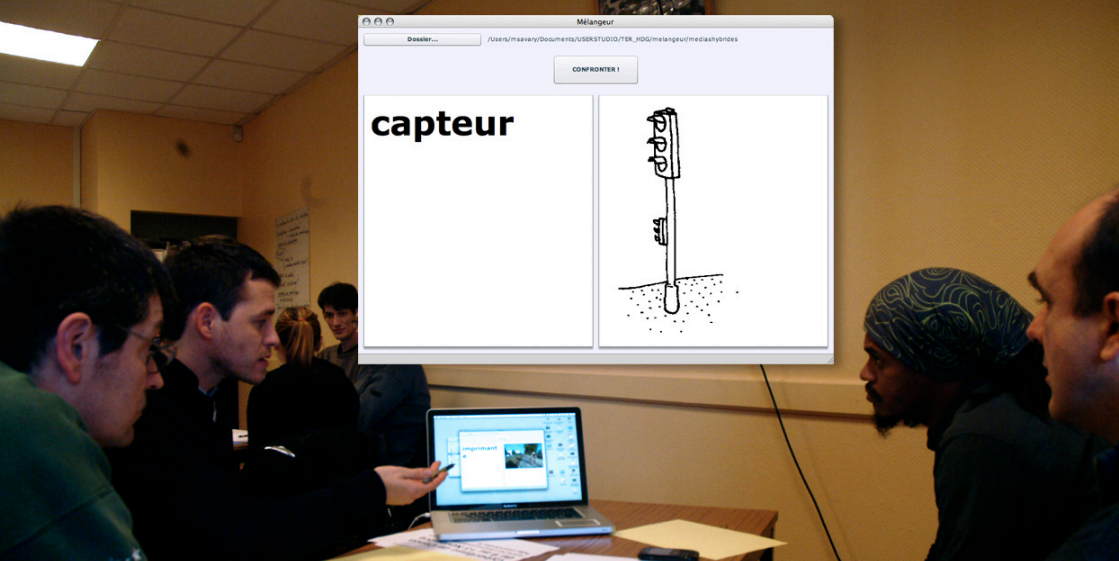 Mélangeur
Dossier...
/Users/msavary/Documents/USERSTUDIO/TER_HDG/melangeur/mediashybrides
CONFRONTER !
capteur
imprimant
e